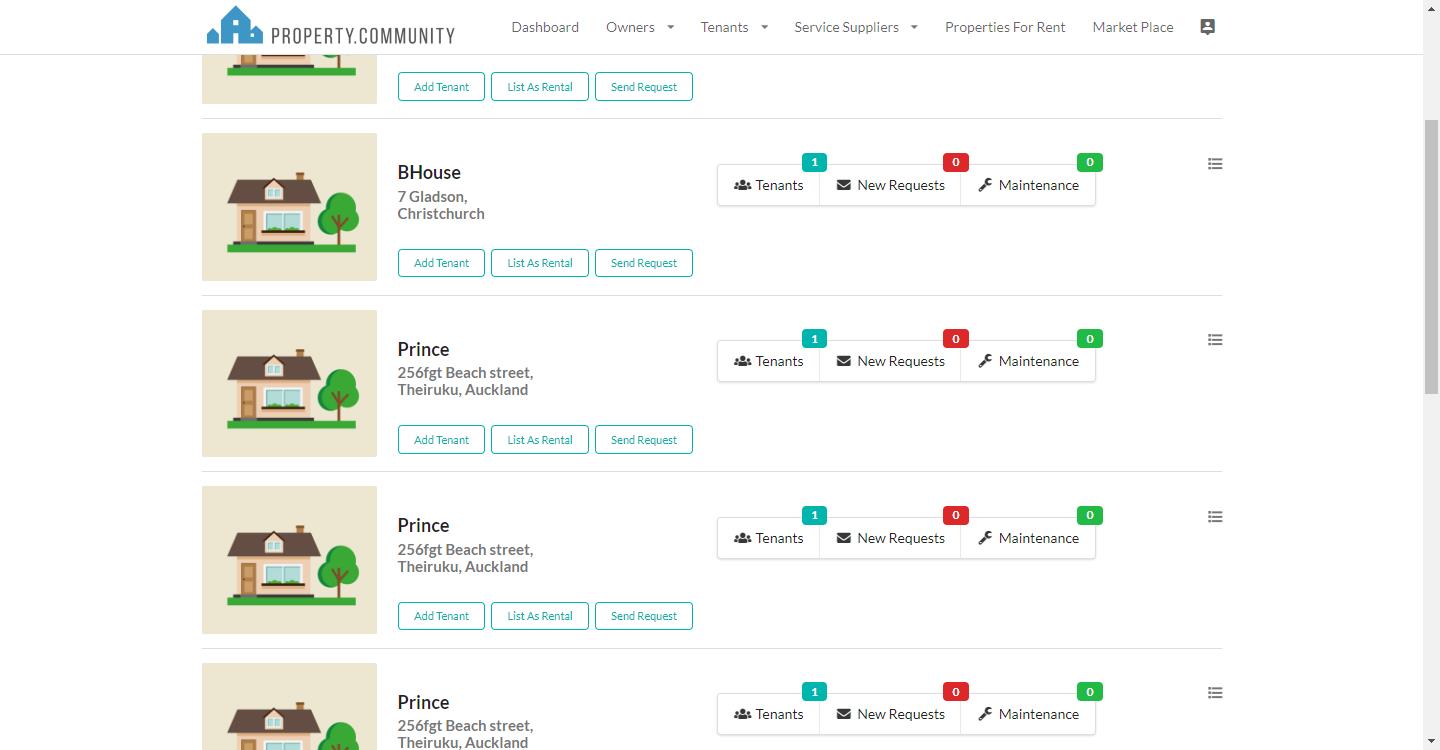 PROPERTY.COMMUNITY
Dashboard Owners Tenants Service Suppliers Properties For Rent Market Place
Add Tenant List As Rental Send Request
BHouse
7 Gladson,
Christchurch
1 0 0
Tenants New Requests Maintenance
Add Tenant List As Rental Send Request
Prince
256fgt Beach street,
Theiruku, Auckland
1 0 0
Tenants New Requests Maintenance
Add Tenant List As Rental Send Request
Prince
256fgt Beach street,
Theiruku, Auckland
1 0 0
Tenants New Requests Maintenance
Add Tenant List As Rental Send Request
Prince
256fgt Beach street,
Theiruku, Auckland
1 0 0
Tenants New Requests Maintenance